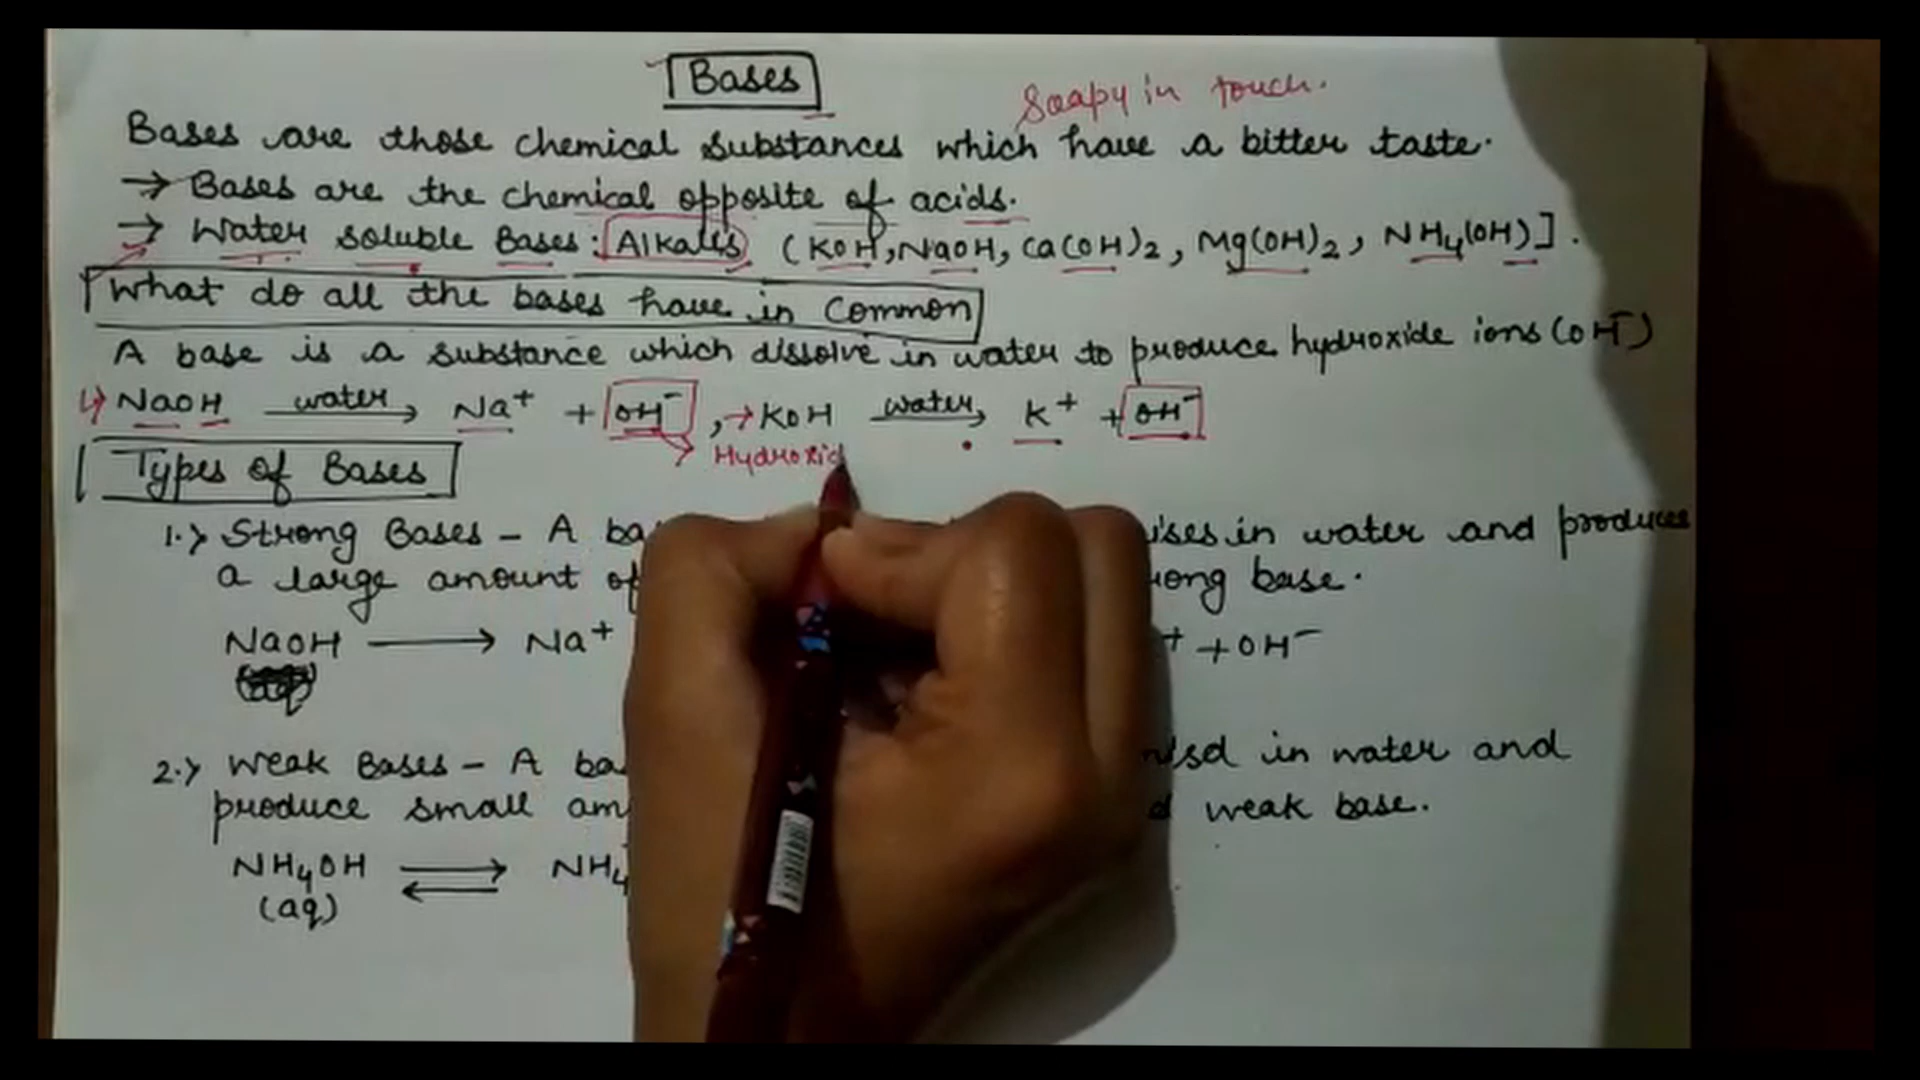 Bases
Soapy in touch.
Bases are those chemical substances which have a bitter taste.
→ Bases are the chemical opposite of acids.
→ Water soluble Bases : Alkalis (KOH, NaOH, Ca(OH)2, Mg(OH)2, NH4(OH)].
What do all the bases have in Common
A base is a substance which dissolve in water to produce hydroxide ions (OH-)
NaOH water→ Na+ + OH- , → KOH water→ K+ + OH-
Hydroxid
Types of Bases
1.> Strong Bases - A ba ises in water and produces
a large amount of rong base.
NaOH → Na+ + + OH-
2.> Weak Bases - A ba isd in water and
produce small am d weak base.
NH4OH ⇌ NH4
(aq)